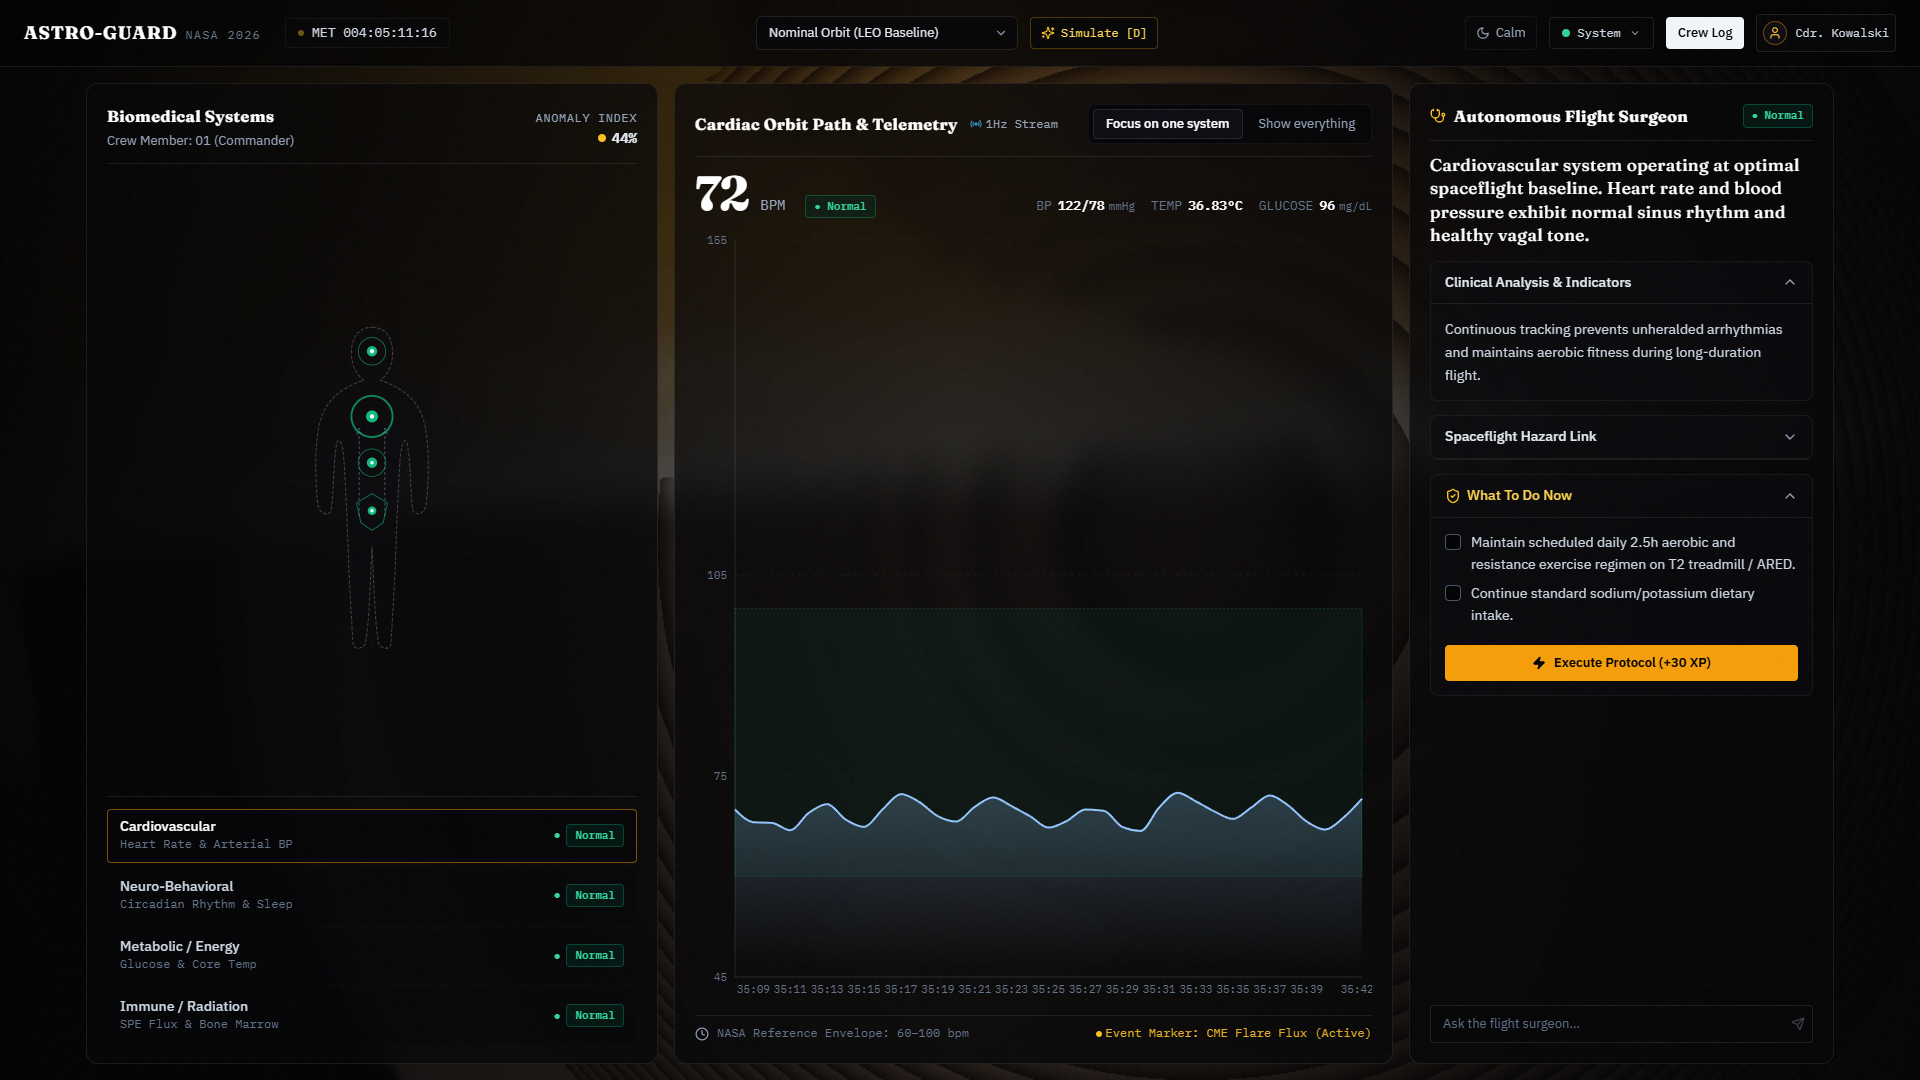 ASTRO-GUARD NASA 2026
MET 004:05:11:16
Nominal Orbit (LEO Baseline)
Simulate [D]
Calm
System
Crew Log
Cdr. Kowalski
Biomedical Systems
Crew Member: 01 (Commander)
ANOMALY INDEX
44%
Cardiovascular
Heart Rate & Arterial BP
Normal
Neuro-Behavioral
Circadian Rhythm & Sleep
Normal
Metabolic / Energy
Glucose & Core Temp
Normal
Immune / Radiation
SPE Flux & Bone Marrow
Normal
Cardiac Orbit Path & Telemetry
1Hz Stream
Focus on one system
Show everything
72 BPM
Normal
BP 122/78 mmHg TEMP 36.83°C GLUCOSE 96 mg/dL
155
105
75
45
35:09 35:11 35:13 35:15 35:17 35:19 35:21 35:23 35:25 35:27 35:29 35:31 35:33 35:35 35:37 35:39 35:42
NASA Reference Envelope: 60–100 bpm
Event Marker: CME Flare Flux (Active)
Autonomous Flight Surgeon
Normal
Cardiovascular system operating at optimal
spaceflight baseline. Heart rate and blood
pressure exhibit normal sinus rhythm and
healthy vagal tone.
Clinical Analysis & Indicators
Continuous tracking prevents unheralded arrhythmias
and maintains aerobic fitness during long-duration
flight.
Spaceflight Hazard Link
What To Do Now
Maintain scheduled daily 2.5h aerobic and
resistance exercise regimen on T2 treadmill / ARED.
Continue standard sodium/potassium dietary
intake.
Execute Protocol (+30 XP)
Ask the flight surgeon...